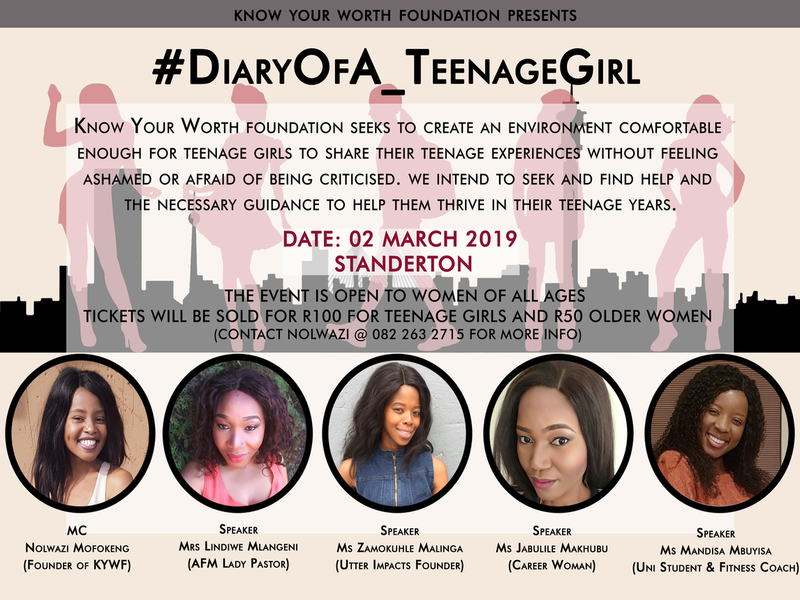 KNOW YOUR WORTH FOUNDATION PRESENTS
#DIARYOFA_TEENAGEGIRL
KNOW YOUR WORTH FOUNDATION SEEKS TO CREATE AN ENVIRONMENT COMFORTABLE
ENOUGH FOR TEENAGE GIRLS TO SHARE THEIR TEENAGE EXPERIENCES WITHOUT FEELING
ASHAMED OR AFRAID OF BEING CRITICISED. WE INTEND TO SEEK AND FIND HELP AND
THE NECESSARY GUIDANCE TO HELP THEM THRIVE IN THEIR TEENAGE YEARS.
DATE: 02 MARCH 2019
STANDERTON
THE EVENT IS OPEN TO WOMEN OF ALL AGES
TICKETS WILL BE SOLD FOR R100 FOR TEENAGE GIRLS AND R50 OLDER WOMEN
(CONTACT NOLWAZI @ 082 263 2715 FOR MORE INFO)
MC
NOLWAZI MOFOKENG
(FOUNDER OF KYWF)
SPEAKER
MRS LINDIWE MLANGENI
(AFM LADY PASTOR)
SPEAKER
MS ZAMOKUHLE MALINGA
(UTTER IMPACTS FOUNDER)
SPEAKER
MS JABULILE MAKHUBU
(CAREER WOMAN)
SPEAKER
MS MANDISA MBUYISA
(UNI STUDENT & FITNESS COACH)